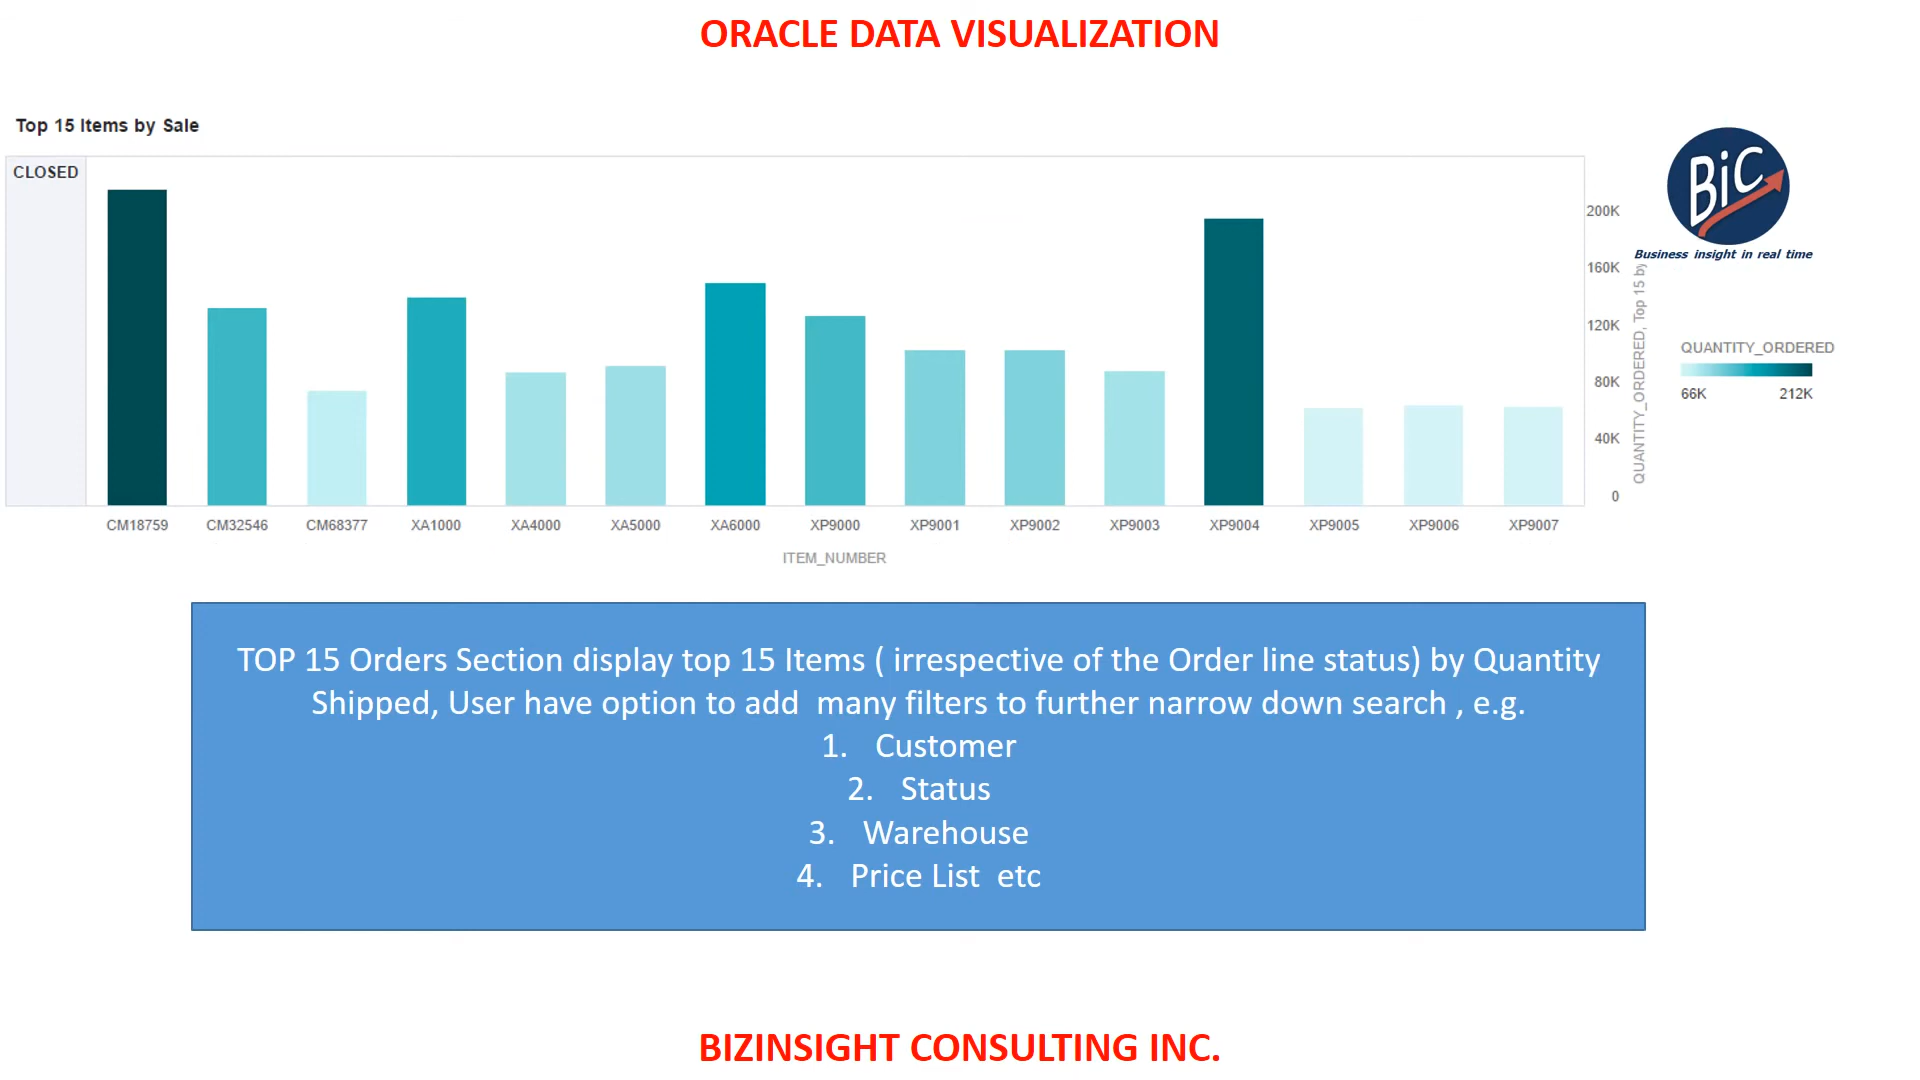 ORACLE DATA VISUALIZATION
Top 15 Items by Sale
CLOSED
200K
160K
120K
80K
40K
0
QUANTITY_ORDERED, Top 15 by
CM18759 CM32546 CM68377 XA1000 XA4000 XA5000 XA6000 XP9000 XP9001 XP9002 XP9003 XP9004 XP9005 XP9006 XP9007
ITEM_NUMBER
BiC
Business insight in real time
QUANTITY_ORDERED
66K 212K
TOP 15 Orders Section display top 15 Items ( irrespective of the Order line status) by Quantity
Shipped, User have option to add many filters to further narrow down search , e.g.
1. Customer
2. Status
3. Warehouse
4. Price List etc
BIZINSIGHT CONSULTING INC.